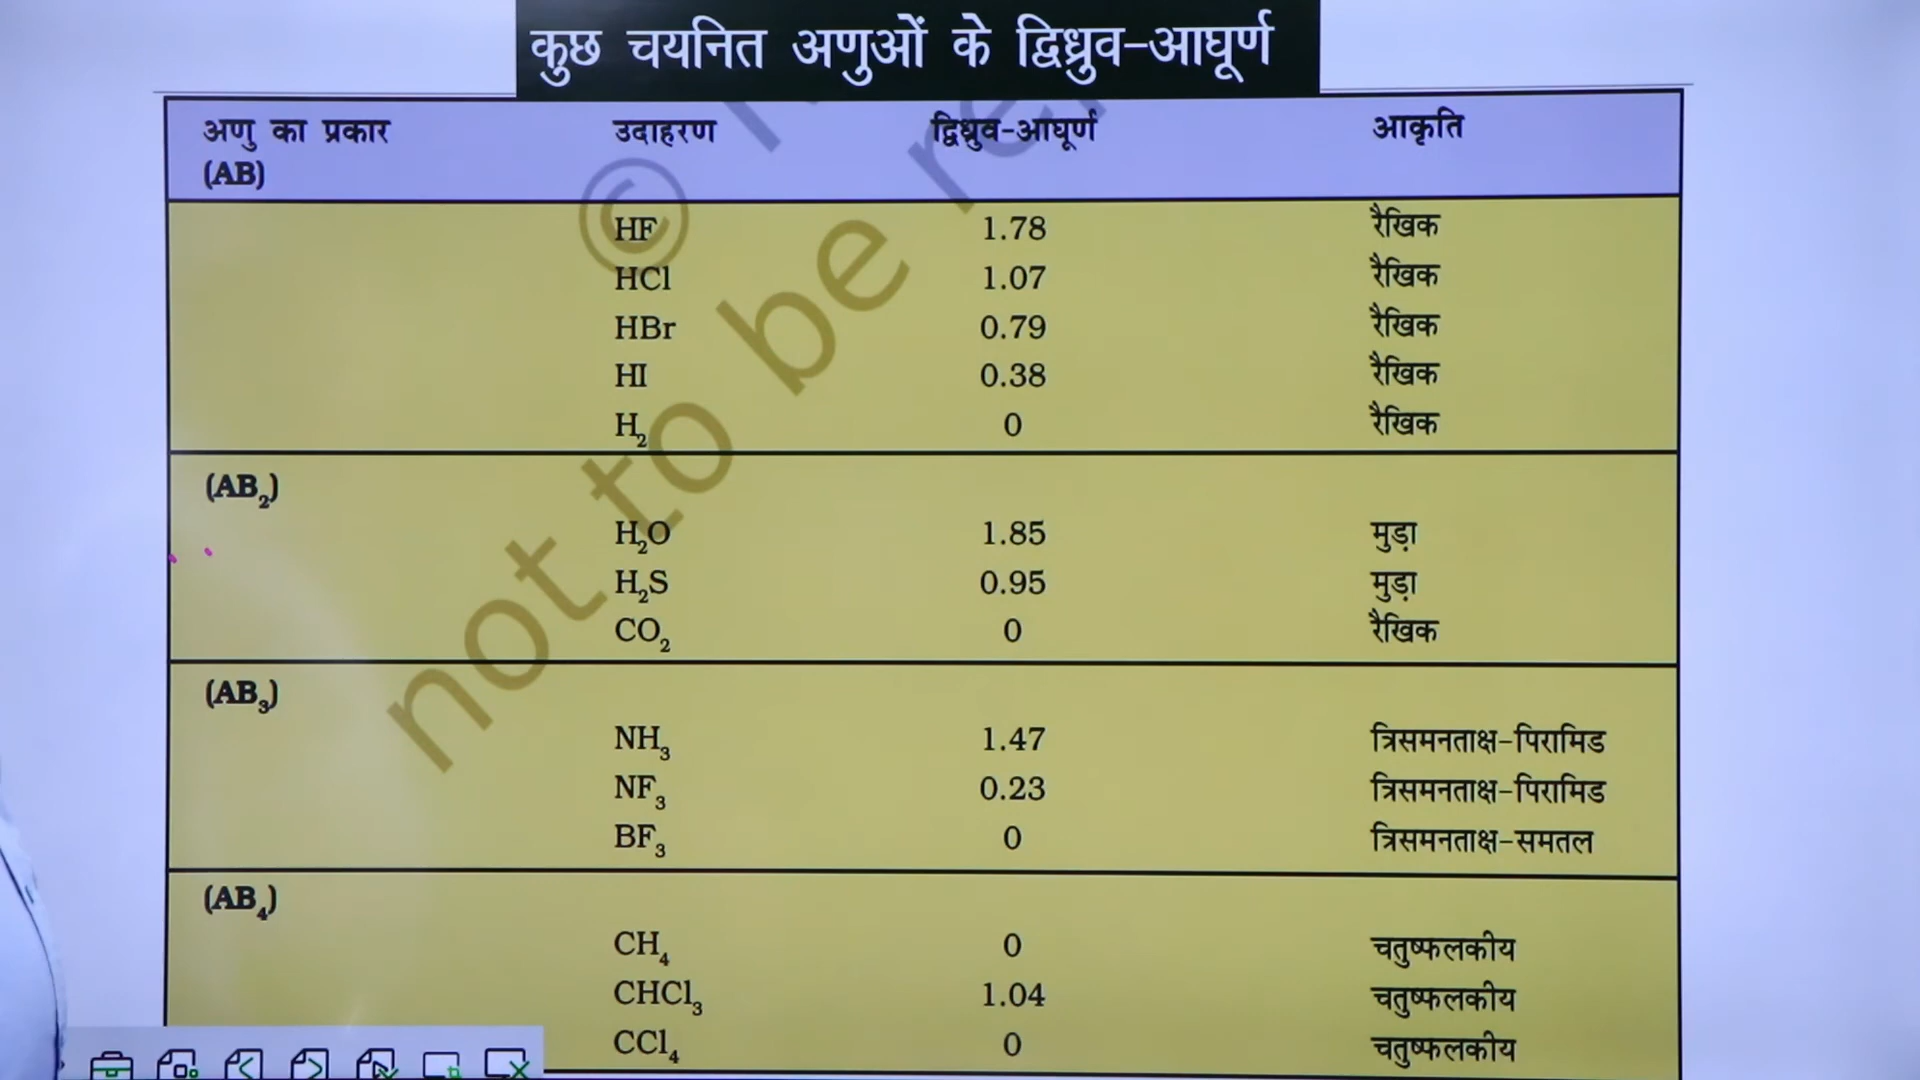 कुछ चयनित अणुओं के द्विध्रुव-आघूर्ण
अणु का प्रकार उदाहरण द्विध्रुव-आघूर्ण आकृति
(AB)
HF 1.78 रैखिक
HCl 1.07 रैखिक
HBr 0.79 रैखिक
HI 0.38 रैखिक
H₂ 0 रैखिक
(AB₂)
H₂O 1.85 मुड़ा
H₂S 0.95 मुड़ा
CO₂ 0 रैखिक
(AB₃)
NH₃ 1.47 त्रिसमनताक्ष-पिरामिड
NF₃ 0.23 त्रिसमनताक्ष-पिरामिड
BF₃ 0 त्रिसमनताक्ष-समतल
(AB₄)
CH₄ 0 चतुष्फलकीय
CHCl₃ 1.04 चतुष्फलकीय
CCl₄ 0 चतुष्फलकीय
©
not to be